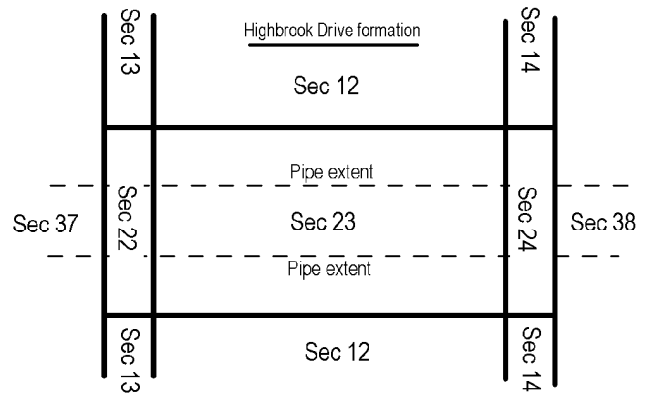 Highbrook Drive formation
Sec 13
Sec 14
Sec 12
Pipe extent
Sec 37
Sec 22
Sec 23
Sec 24
Sec 38
Pipe extent
Sec 13
Sec 12
Sec 14